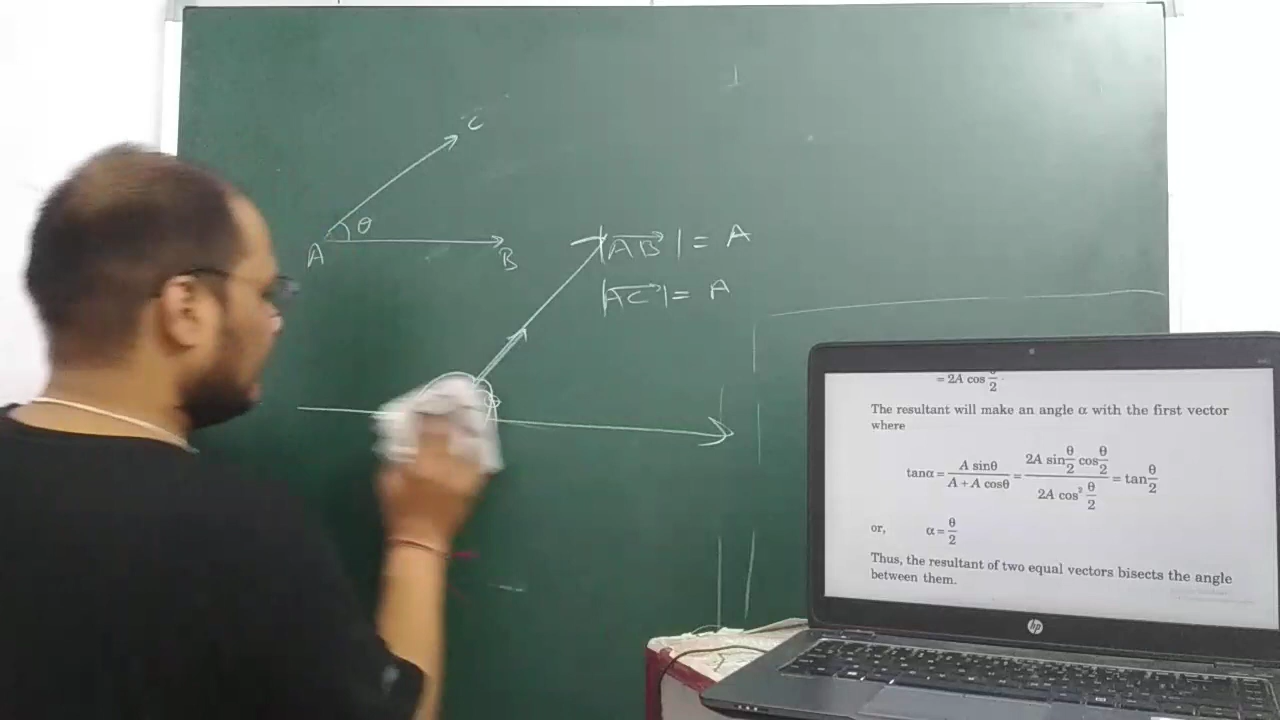 C
θ
A
B
|AB⃗| = A
|AC⃗| = A
= 2A cos θ/2
The resultant will make an angle α with the first vector
where
tanα = A sinθ / A + A cosθ = 2A sin θ/2 cos θ/2 / 2A cos² θ/2 = tan θ/2
or, α = θ/2
Thus, the resultant of two equal vectors bisects the angle
between them.
hp